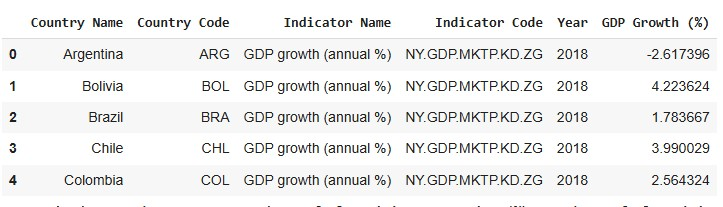 Country Name Country Code Indicator Name Indicator Code Year GDP Growth (%)
0 Argentina ARG GDP growth (annual %) NY.GDP.MKTP.KD.ZG 2018 -2.617396
1 Bolivia BOL GDP growth (annual %) NY.GDP.MKTP.KD.ZG 2018 4.223624
2 Brazil BRA GDP growth (annual %) NY.GDP.MKTP.KD.ZG 2018 1.783667
3 Chile CHL GDP growth (annual %) NY.GDP.MKTP.KD.ZG 2018 3.990029
4 Colombia COL GDP growth (annual %) NY.GDP.MKTP.KD.ZG 2018 2.564324